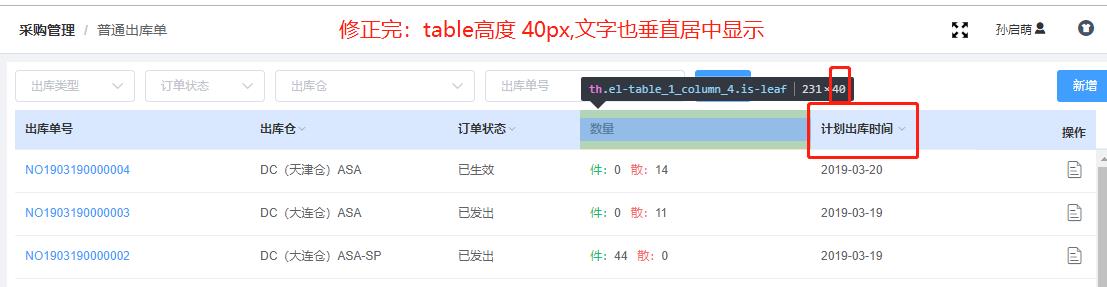 采购管理 / 普通出库单
修正完：table高度 40px,文字也垂直居中显示
孙启萌
出库类型
订单状态
出库仓
出库单号
th.el-table_1_column_4.is-leaf | 231×40
新增
出库单号 出库仓 订单状态 数量 计划出库时间 操作
NO1903190000004 DC（天津仓）ASA 已生效 件：0 散：14 2019-03-20
NO1903190000003 DC（大连仓）ASA 已发出 件：0 散：11 2019-03-19
NO1903190000002 DC（大连仓）ASA-SP 已发出 件：44 散：0 2019-03-19